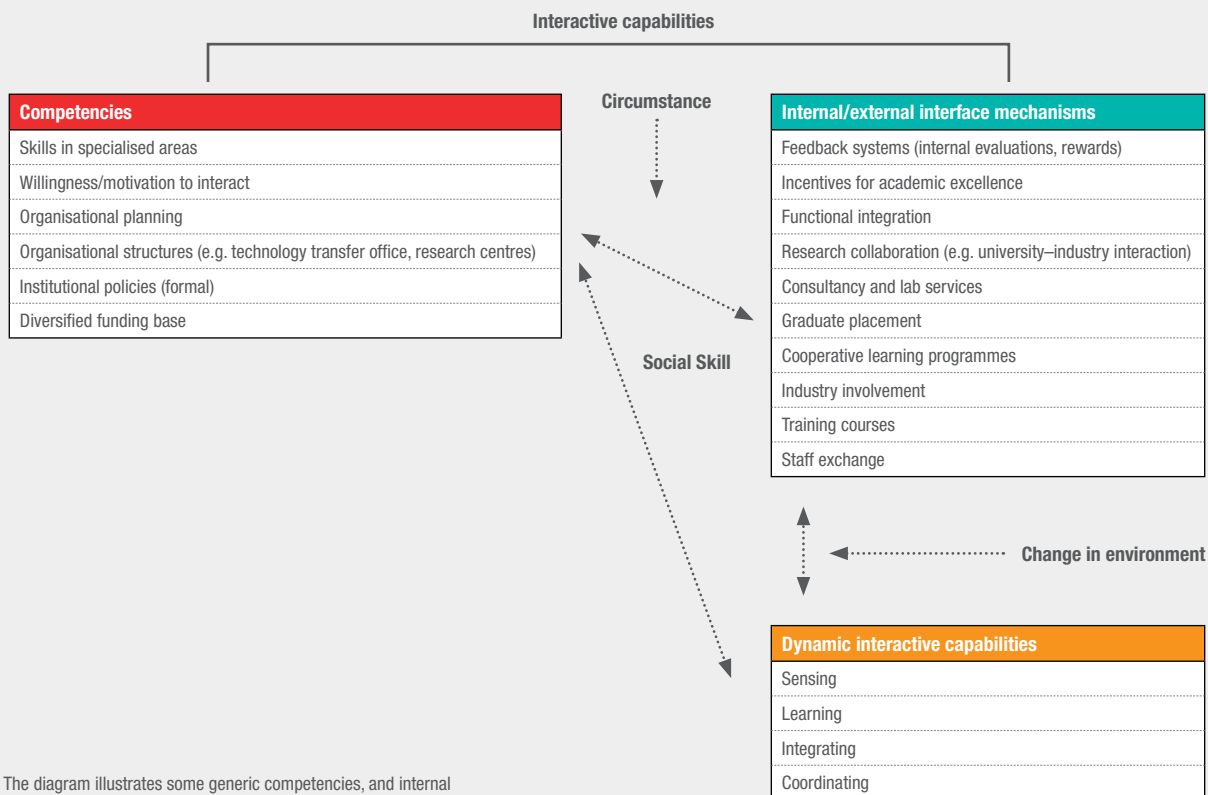 Interactive capabilities
Competencies
Skills in specialised areas
Willingness/motivation to interact
Organisational planning
Organisational structures (e.g. technology transfer office, research centres)
Institutional policies (formal)
Diversified funding base
Circumstance
Social Skill
Internal/external interface mechanisms
Feedback systems (internal evaluations, rewards)
Incentives for academic excellence
Functional integration
Research collaboration (e.g. university–industry interaction)
Consultancy and lab services
Graduate placement
Cooperative learning programmes
Industry involvement
Training courses
Staff exchange
Change in environment
Dynamic interactive capabilities
Sensing
Learning
Integrating
Coordinating
The diagram illustrates some generic competencies, and internal